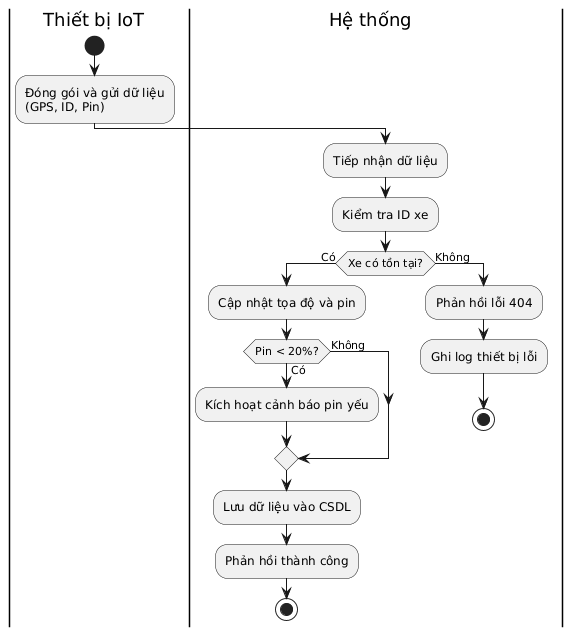 Thiết bị IoT
Hệ thống
Đóng gói và gửi dữ liệu
(GPS, ID, Pin)
Tiếp nhận dữ liệu
Kiểm tra ID xe
Có
Xe có tồn tại?
Không
Cập nhật tọa độ và pin
Phản hồi lỗi 404
Pin < 20%?
Không
Có
Ghi log thiết bị lỗi
Kích hoạt cảnh báo pin yếu
Lưu dữ liệu vào CSDL
Phản hồi thành công